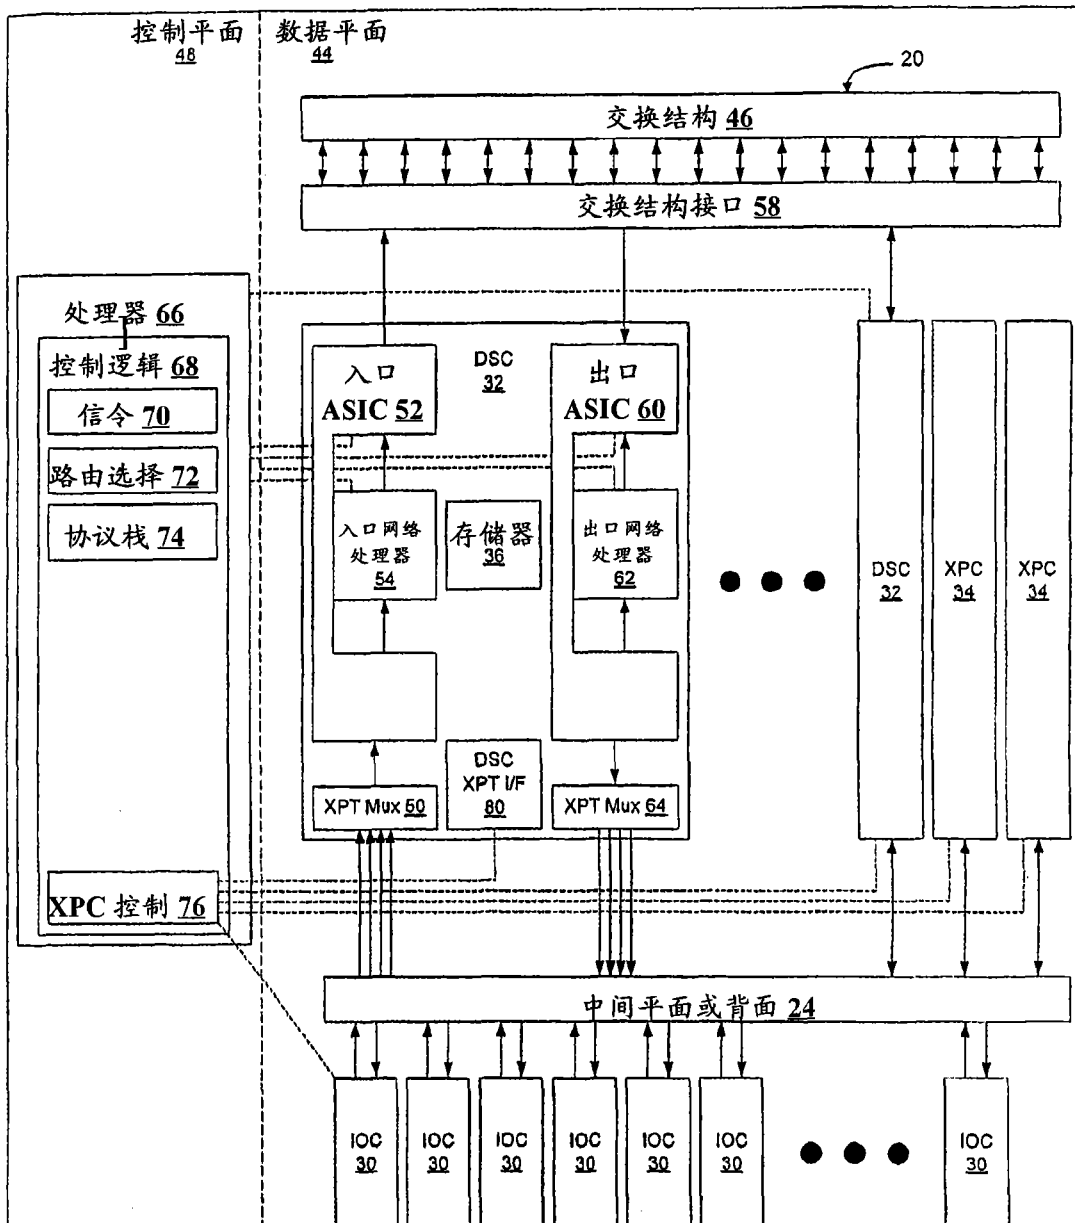 控制平面
48
数据平面
44
20
交换结构 46
交换结构接口 58
处理器 66
控制逻辑 68
信令 70
路由选择 72
协议栈 74
XPC 控制 76
入口
ASIC 52
DSC
32
出口
ASIC 60
入口网络
处理器
54
存储器
36
出口网络
处理器
62
DSC
XPT I/F
80
XPT Mux 50
XPT Mux 64
DSC
32
XPC
34
XPC
34
中间平面或背面 24
IOC
30
IOC
30
IOC
30
IOC
30
IOC
30
IOC
30
IOC
30